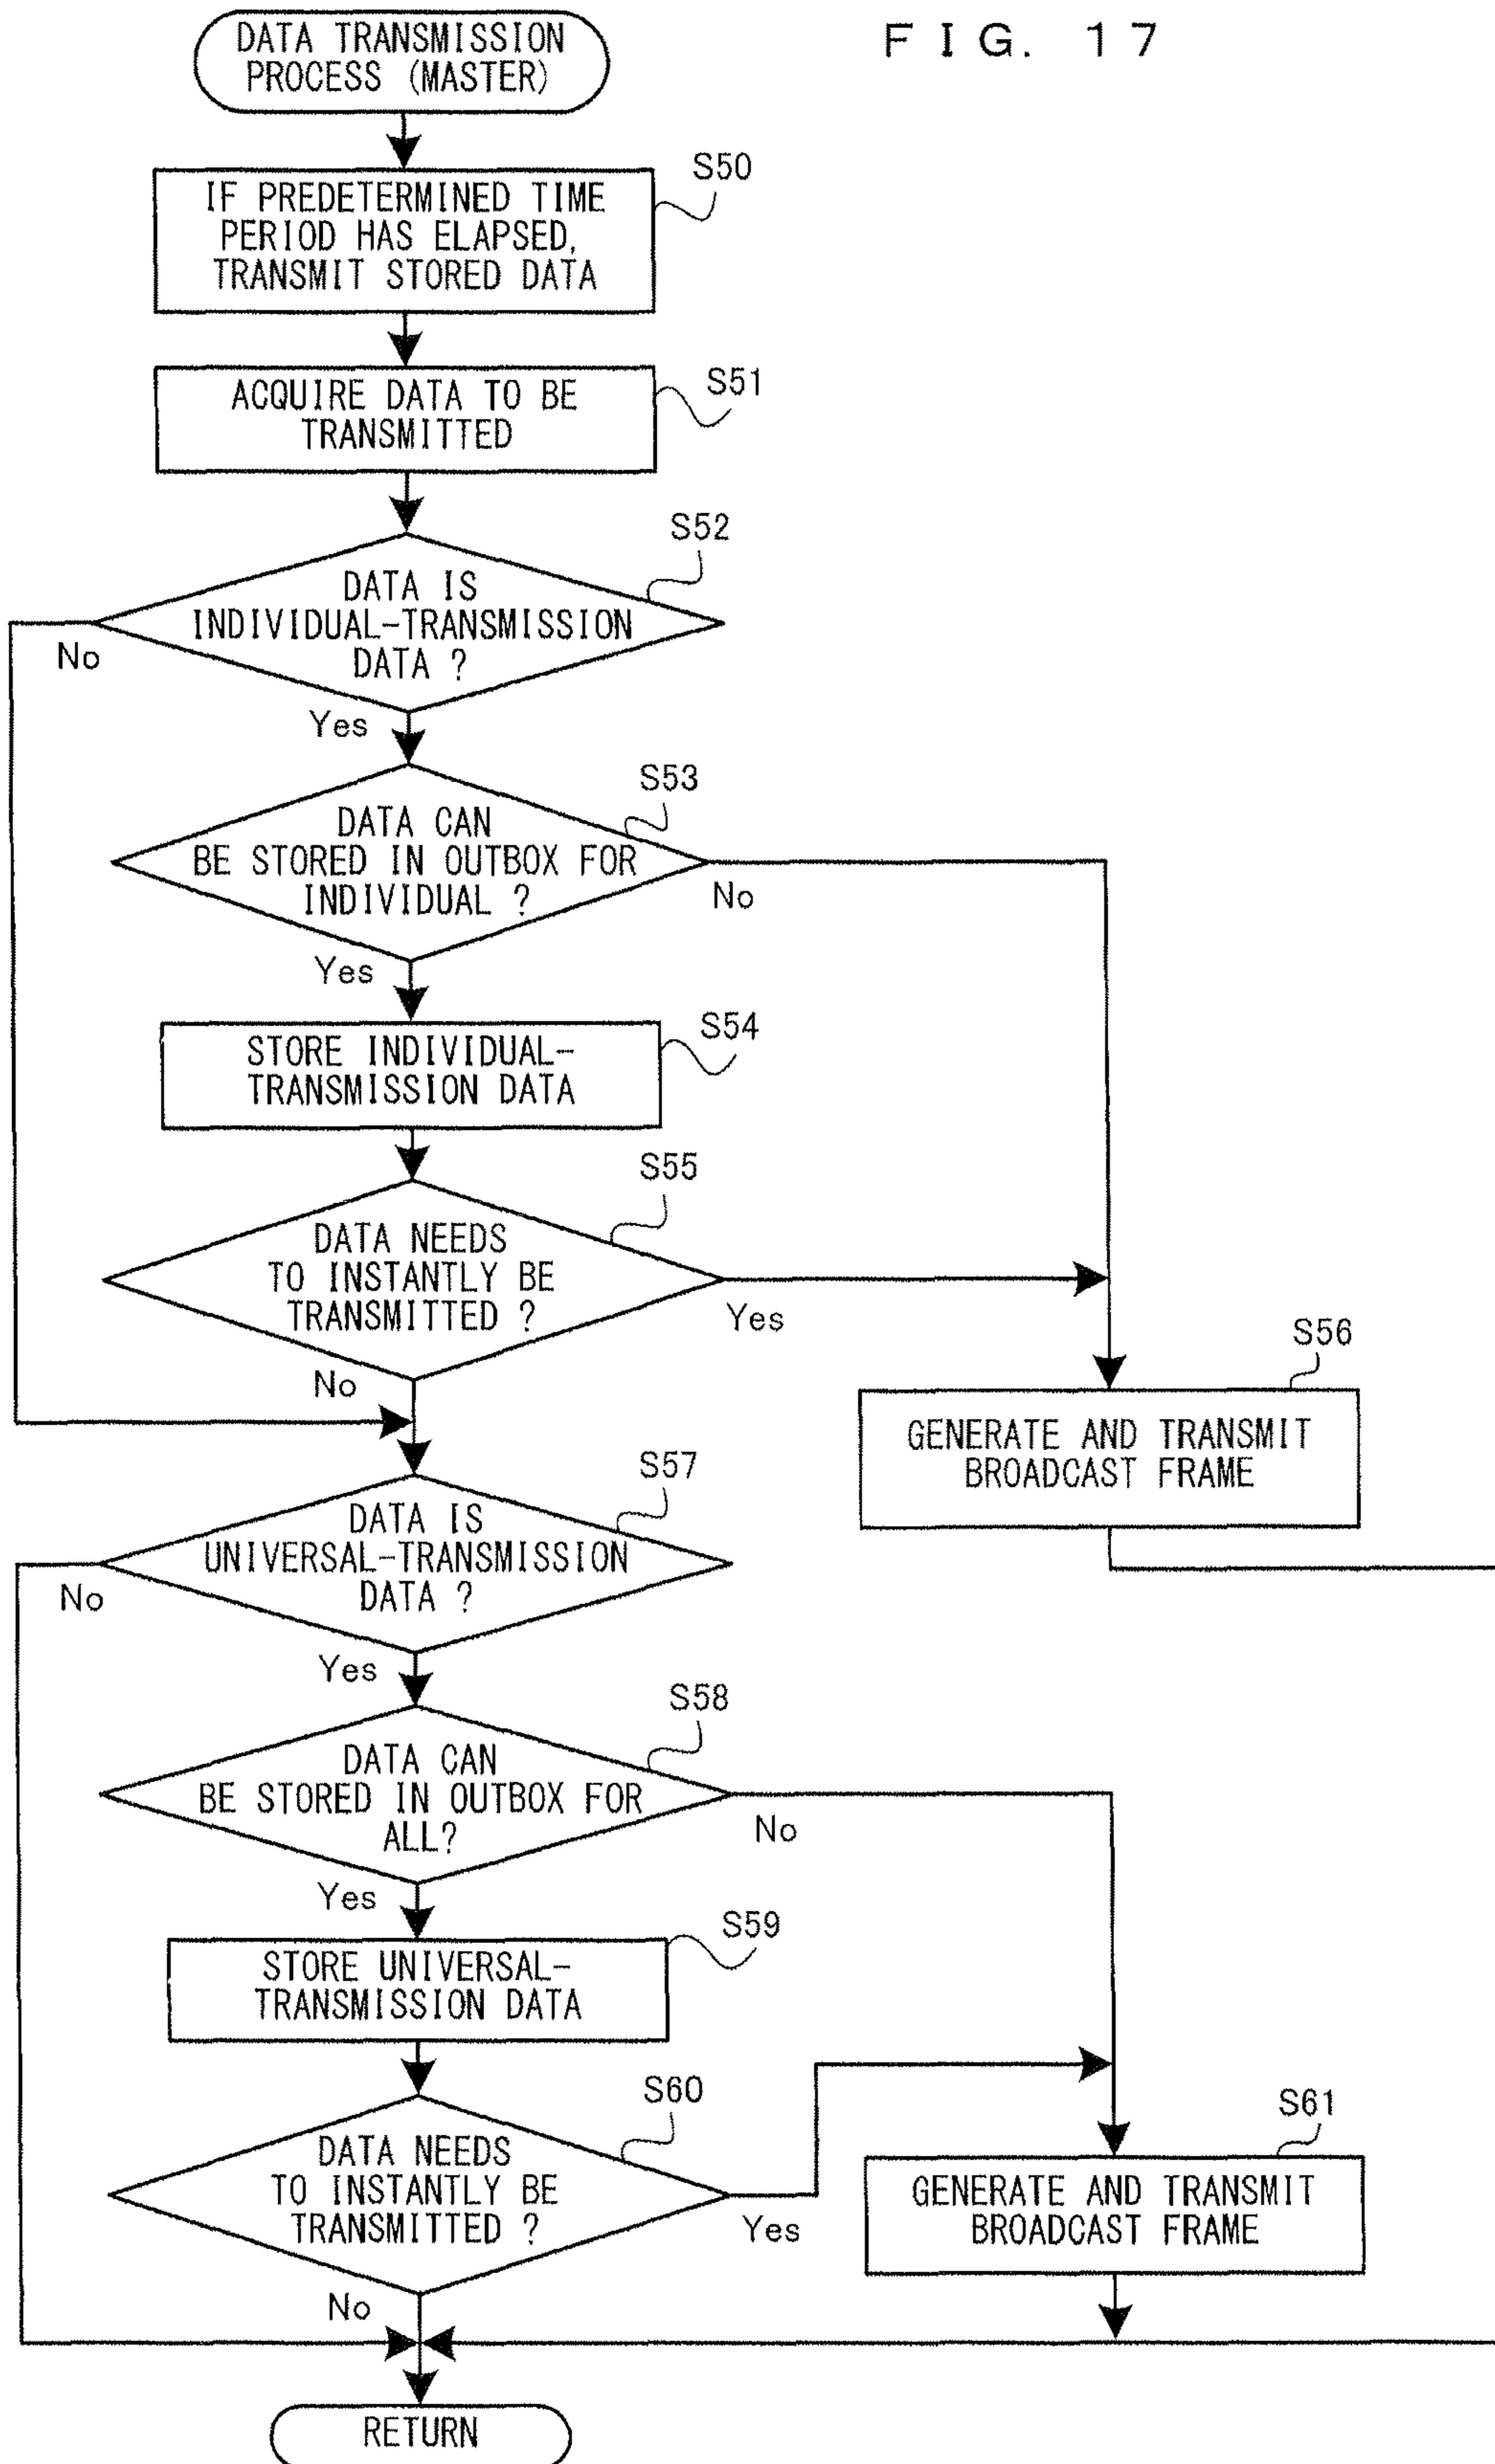 FIG. 17
DATA TRANSMISSION
PROCESS (MASTER)
S50
IF PREDETERMINED TIME
PERIOD HAS ELAPSED,
TRANSMIT STORED DATA
S51
ACQUIRE DATA TO BE
TRANSMITTED
S52
DATA IS
INDIVIDUAL-TRANSMISSION
DATA ?
No
Yes
S53
DATA CAN
BE STORED IN OUTBOX FOR
INDIVIDUAL ?
No
Yes
S54
STORE INDIVIDUAL-
TRANSMISSION DATA
S55
DATA NEEDS
TO INSTANTLY BE
TRANSMITTED ?
Yes
No
S56
GENERATE AND TRANSMIT
BROADCAST FRAME
S57
DATA IS
UNIVERSAL-TRANSMISSION
DATA ?
No
Yes
S58
DATA CAN
BE STORED IN OUTBOX FOR
ALL?
No
Yes
S59
STORE UNIVERSAL-
TRANSMISSION DATA
S60
DATA NEEDS
TO INSTANTLY BE
TRANSMITTED ?
Yes
No
S61
GENERATE AND TRANSMIT
BROADCAST FRAME
RETURN